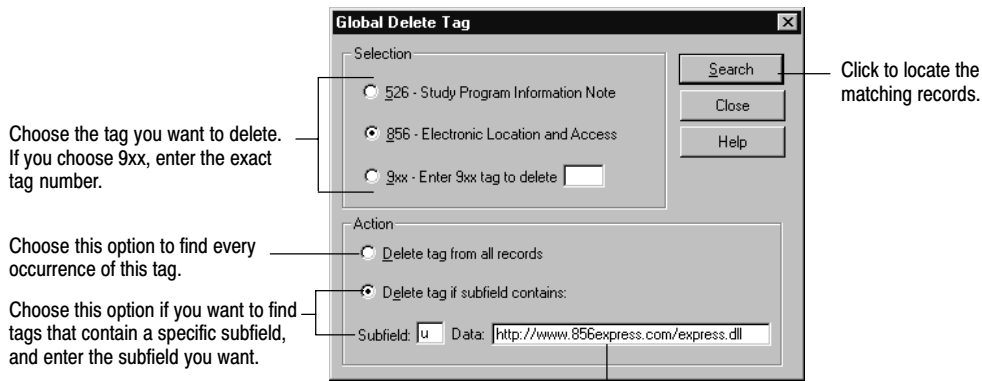 Global Delete Tag
Selection
526 - Study Program Information Note
856 - Electronic Location and Access
9xx - Enter 9xx tag to delete
Search
Close
Help
Click to locate the
matching records.
Choose the tag you want to delete.
If you choose 9xx, enter the exact
tag number.
Action
Delete tag from all records
Delete tag if subfield contains:
Subfield: u Data: http://www.856express.com/express.dll
Choose this option to find every
occurrence of this tag.
Choose this option if you want to find
tags that contain a specific subfield,
and enter the subfield you want.